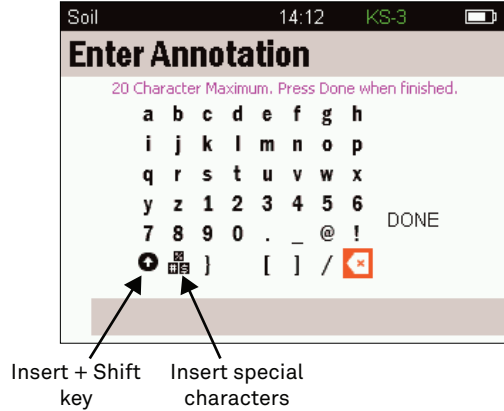 Soil 14:12 KS-3
Enter Annotation
20 Character Maximum. Press Done when finished.
a b c d e f g h
i j k l m n o p
q r s t u v w x
y z 1 2 3 4 5 6
7 8 9 0 . _ @ !
DONE
% # $ } [ ] / ×
Insert + Shift key
Insert special characters